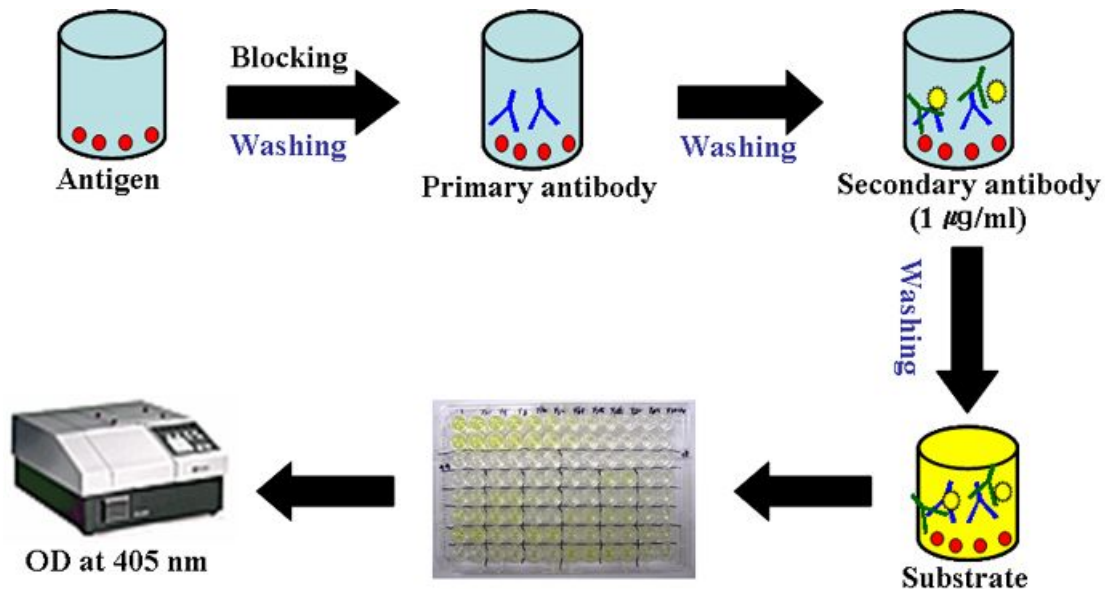 Blocking
Washing
Antigen
Primary antibody
Washing
Secondary antibody
(1 ㎍/ml)
Washing
OD at 405 nm
Substrate